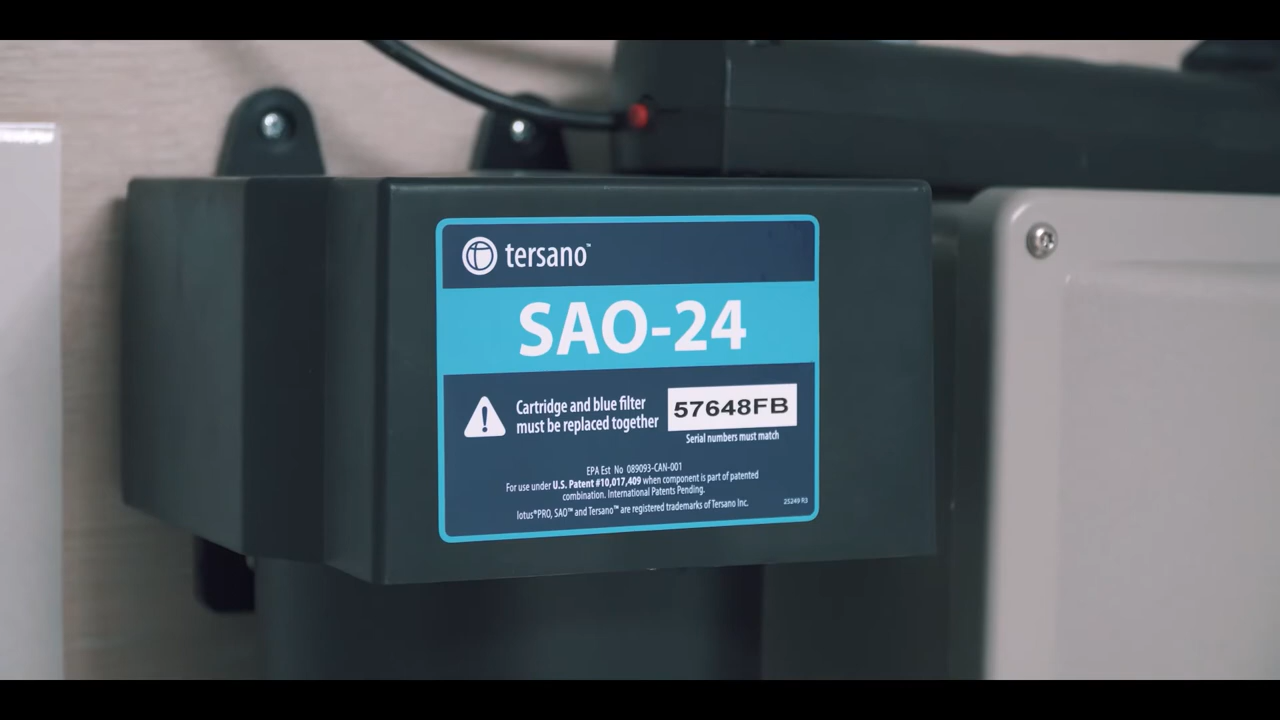 tersano™
SAO-24
Cartridge and blue filter
must be replaced together
57648FB
Serial numbers must match
EPA Est No 089093-CAN-001
For use under U.S. Patent #10,017,409 when component is part of patented
combination. International Patents Pending.
lotus®PRO, SAO™ and Tersano™ are registered trademarks of Tersano Inc.
25249 R3